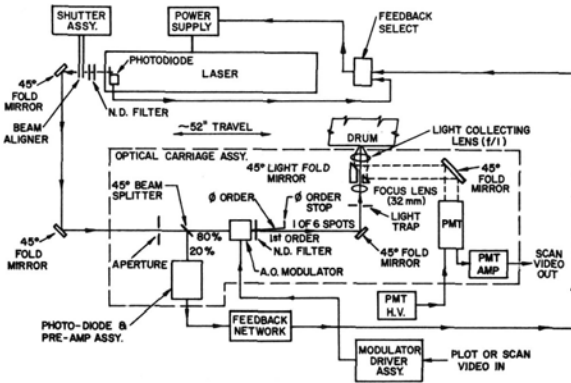 SHUTTER
ASSY.
POWER
SUPPLY
FEEDBACK
SELECT
PHOTODIODE
LASER
45°
FOLD
MIRROR
BEAM
ALIGNER
N.D. FILTER
~52" TRAVEL
DRUM
LIGHT COLLECTING
LENS (f/1)
OPTICAL CARRIAGE ASSY.
45° LIGHT FOLD
MIRROR
45°
FOLD
MIRROR
FOCUS LENS
(32 mm)
45° BEAM
SPLITTER
Ø ORDER
Ø ORDER
STOP
LIGHT
TRAP
PMT
1 OF 6 SPOTS
80%
20%
1st ORDER
N.D. FILTER
45°
FOLD
MIRROR
APERTURE
A.O. MODULATOR
45° FOLD
MIRROR
PMT
AMP
SCAN
VIDEO
OUT
PMT
H.V.
PHOTO-DIODE &
PRE-AMP ASSY.
FEEDBACK
NETWORK
MODULATOR
DRIVER
ASSY.
PLOT OR SCAN
VIDEO IN